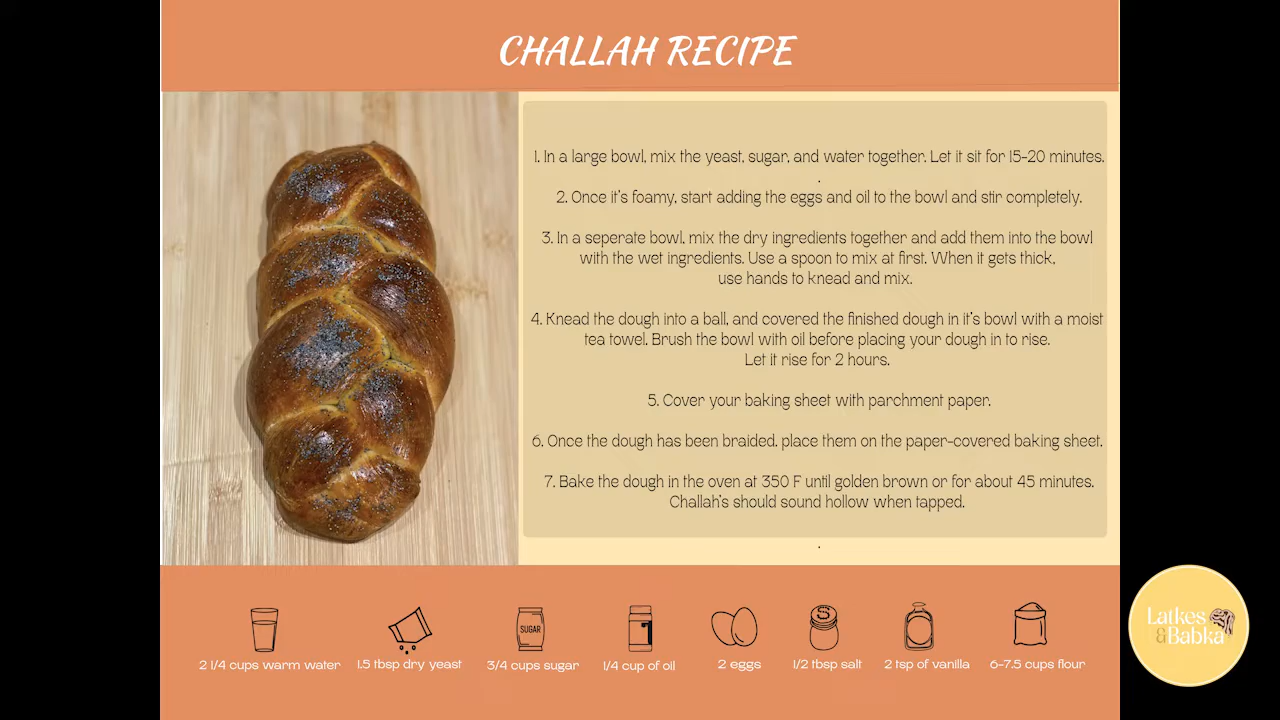 CHALLAH RECIPE
1. In a large bowl, mix the yeast, sugar, and water together. Let it sit for 15-20 minutes.
.
2. Once it's foamy, start adding the eggs and oil to the bowl and stir completely.
3. In a seperate bowl, mix the dry ingredients together and add them into the bowl
with the wet ingredients. Use a spoon to mix at first. When it gets thick,
use hands to knead and mix.
4. Knead the dough into a ball, and covered the finished dough in it's bowl with a moist
tea towel. Brush the bowl with oil before placing your dough in to rise.
Let it rise for 2 hours.
5. Cover your baking sheet with parchment paper.
6. Once the dough has been braided, place them on the paper-covered baking sheet.
7. Bake the dough in the oven at 350 F until golden brown or for about 45 minutes.
Challah's should sound hollow when tapped.
.
SUGAR
S
2 1/4 cups warm water
1.5 tbsp dry yeast
3/4 cups sugar
1/4 cup of oil
2 eggs
1/2 tbsp salt
2 tsp of vanilla
6-7.5 cups flour
Latkes
&Babka